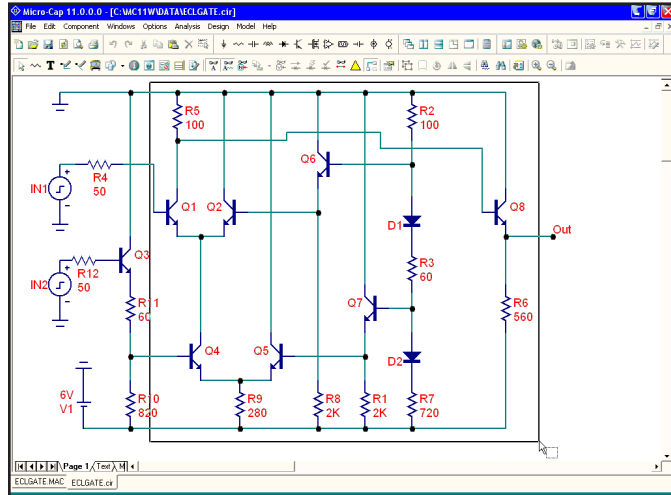 Micro-Cap 11.0.0.0 - [C:\MC11W\DATA\ECLGATE.cir]
File Edit Component Windows Options Analysis Design Model Help
R5
100
R2
100
Q6
R4
50
IN1
Q1
Q2
Q8
D1
Out
Q3
R3
60
R12
50
IN2
R11
60
Q7
R6
560
Q4
Q5
D2
6V
V1
R10
820
R9
280
R8
2K
R1
2K
R7
720
Page 1 Text M
ECLGATE.MAC ECLGATE.cir